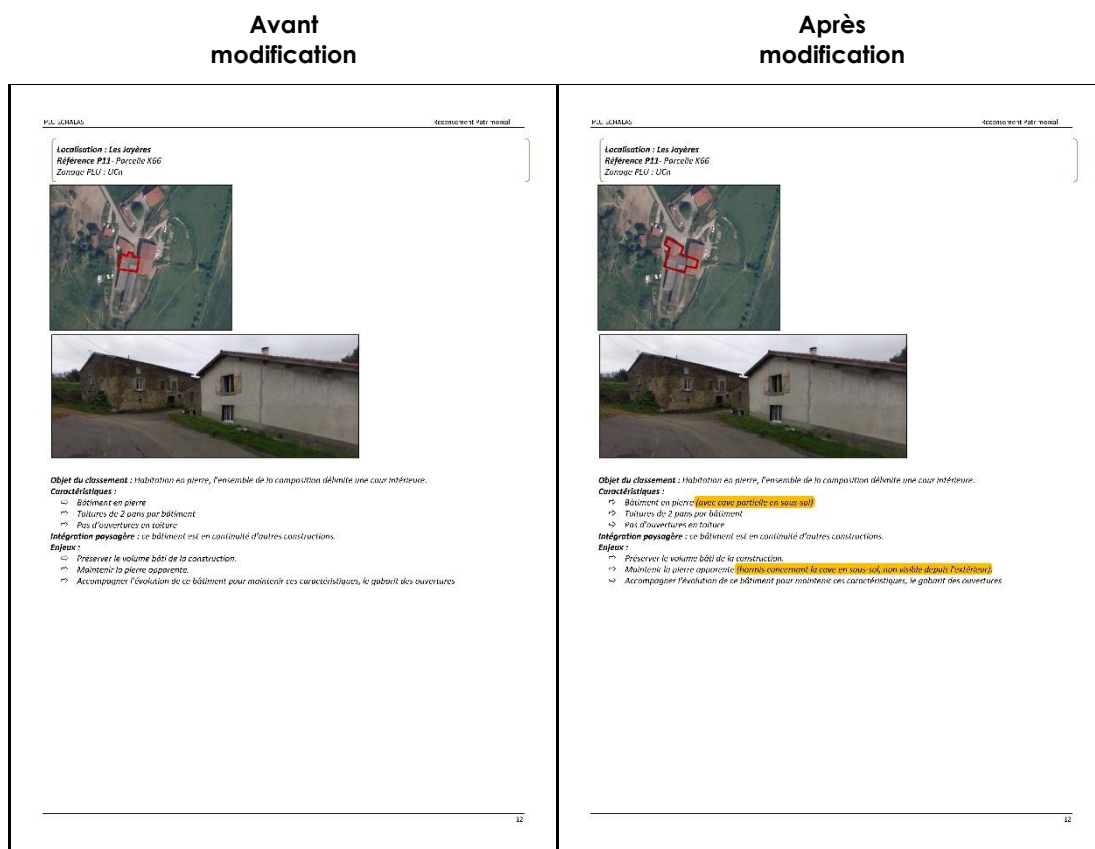 Avant
modification
Après
modification
PLU ECHALAS
Recensement Patrimonial
Localisation : Les Jayères
Référence P11- Parcelle K66
Zonage PLU : UCn
Objet du classement : Habitation en pierre, l'ensemble de la composition délimite une cour intérieure.
Caractéristiques :
⇨ Bâtiment en pierre
⇨ Toitures de 2 pans par bâtiment
⇨ Pas d'ouvertures en toiture
Intégration paysagère : ce bâtiment est en continuité d'autres constructions.
Enjeux :
⇨ Préserver le volume bâti de la construction.
⇨ Maintenir la pierre apparente.
⇨ Accompagner l'évolution de ce bâtiment pour maintenir ces caractéristiques, le gabarit des ouvertures
12
PLU ECHALAS
Recensement Patrimonial
Localisation : Les Jayères
Référence P11- Parcelle K66
Zonage PLU : UCn
Objet du classement : Habitation en pierre, l'ensemble de la composition délimite une cour intérieure.
Caractéristiques :
⇨ Bâtiment en pierre (avec cave partielle en sous-sol)
⇨ Toitures de 2 pans par bâtiment
⇨ Pas d'ouvertures en toiture
Intégration paysagère : ce bâtiment est en continuité d'autres constructions.
Enjeux :
⇨ Préserver le volume bâti de la construction.
⇨ Maintenir la pierre apparente (hormis concernant la cave en sous-sol, non visible depuis l'extérieur).
⇨ Accompagner l'évolution de ce bâtiment pour maintenir ces caractéristiques, le gabarit des ouvertures
12